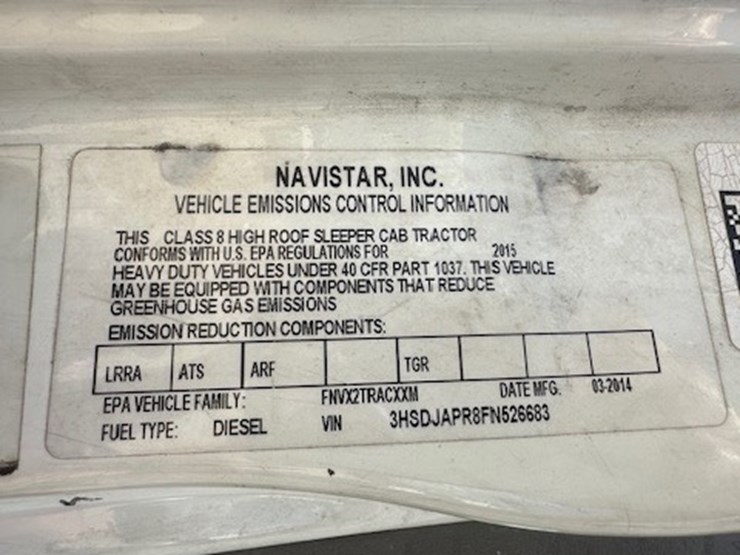 NAVISTAR, INC.
VEHICLE EMISSIONS CONTROL INFORMATION
THIS CLASS 8 HIGH ROOF SLEEPER CAB TRACTOR
CONFORMS WITH U.S. EPA REGULATIONS FOR 2015
HEAVY DUTY VEHICLES UNDER 40 CFR PART 1037. THIS VEHICLE
MAY BE EQUIPPED WITH COMPONENTS THAT REDUCE
GREENHOUSE GAS EMISSIONS
EMISSION REDUCTION COMPONENTS:
LRRA ATS ARF TGR
EPA VEHICLE FAMILY: FNVX2TRACXXM DATE MFG. 03-2014
FUEL TYPE: DIESEL VIN 3HSDJAPR8FN526683